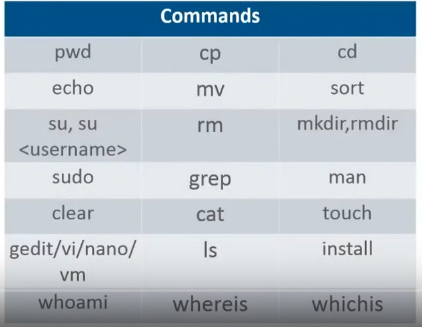 Commands
pwd cp cd
echo mv sort
su, su <username> rm mkdir,rmdir
sudo grep man
clear cat touch
gedit/vi/nano/vm ls install
whoami whereis whichis